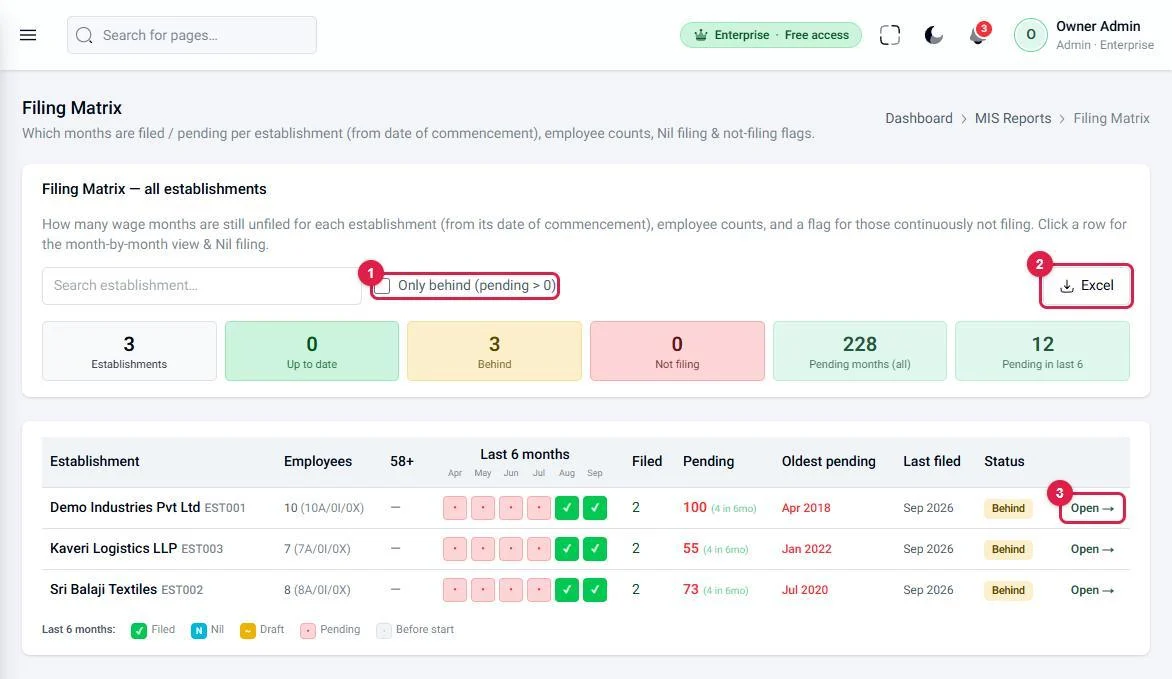 Search for pages...
Enterprise · Free access
3
O
Owner Admin
Admin · Enterprise
Filing Matrix
Which months are filed / pending per establishment (from date of commencement), employee counts, Nil filing & not-filing flags.
Dashboard > MIS Reports > Filing Matrix
Filing Matrix — all establishments
How many wage months are still unfiled for each establishment (from its date of commencement), employee counts, and a flag for those continuously not filing. Click a row for
the month-by-month view & Nil filing.
Search establishment...
1
Only behind (pending > 0)
2
Excel
3
Establishments
0
Up to date
3
Behind
0
Not filing
228
Pending months (all)
12
Pending in last 6
Establishment Employees 58+ Last 6 months Filed Pending Oldest pending Last filed Status
Apr May Jun Jul Aug Sep
3
Demo Industries Pvt Ltd EST001 10 (10A/0I/0X) — · · · · ✓ ✓ 2 100 (4 in 6mo) Apr 2018 Sep 2026 Behind Open →
Kaveri Logistics LLP EST003 7 (7A/0I/0X) — · · · · ✓ ✓ 2 55 (4 in 6mo) Jan 2022 Sep 2026 Behind Open →
Sri Balaji Textiles EST002 8 (8A/0I/0X) — · · · · ✓ ✓ 2 73 (4 in 6mo) Jul 2020 Sep 2026 Behind Open →
Last 6 months: ✓ Filed N Nil ~ Draft · Pending · Before start